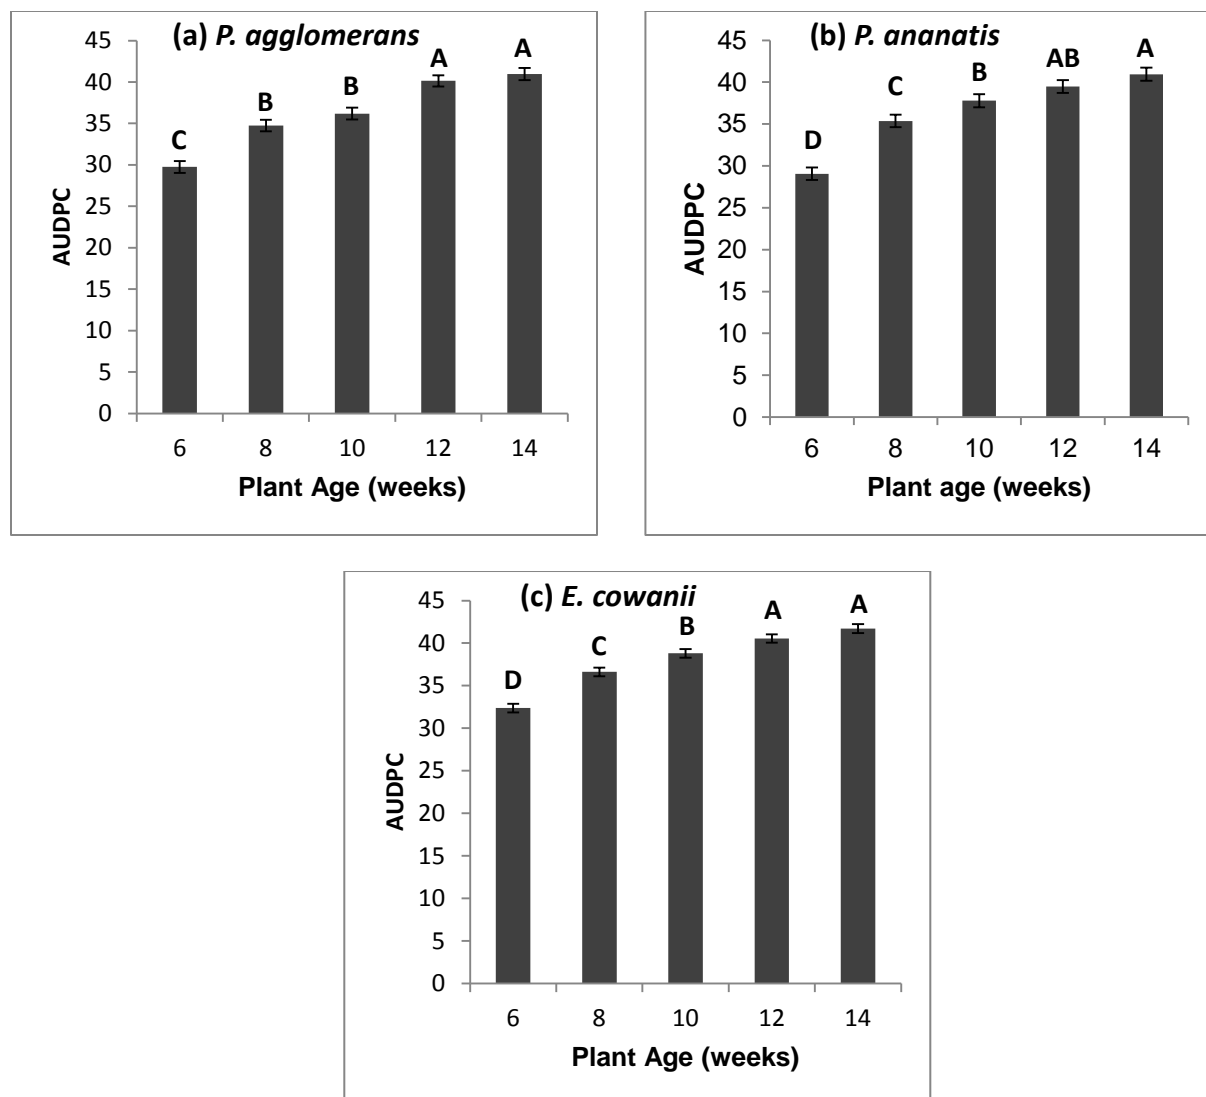 (a) P. agglomerans
45
40
35
30
25
20
15
10
5
0
AUDPC
C
B
B
A
A
6 8 10 12 14
Plant Age (weeks)
(b) P. ananatis
45
40
35
30
25
20
15
10
5
0
AUDPC
D
C
B
AB
A
6 8 10 12 14
Plant age (weeks)
(c) E. cowanii
45
40
35
30
25
20
15
10
5
0
AUDPC
D
C
B
A
A
6 8 10 12 14
Plant Age (weeks)